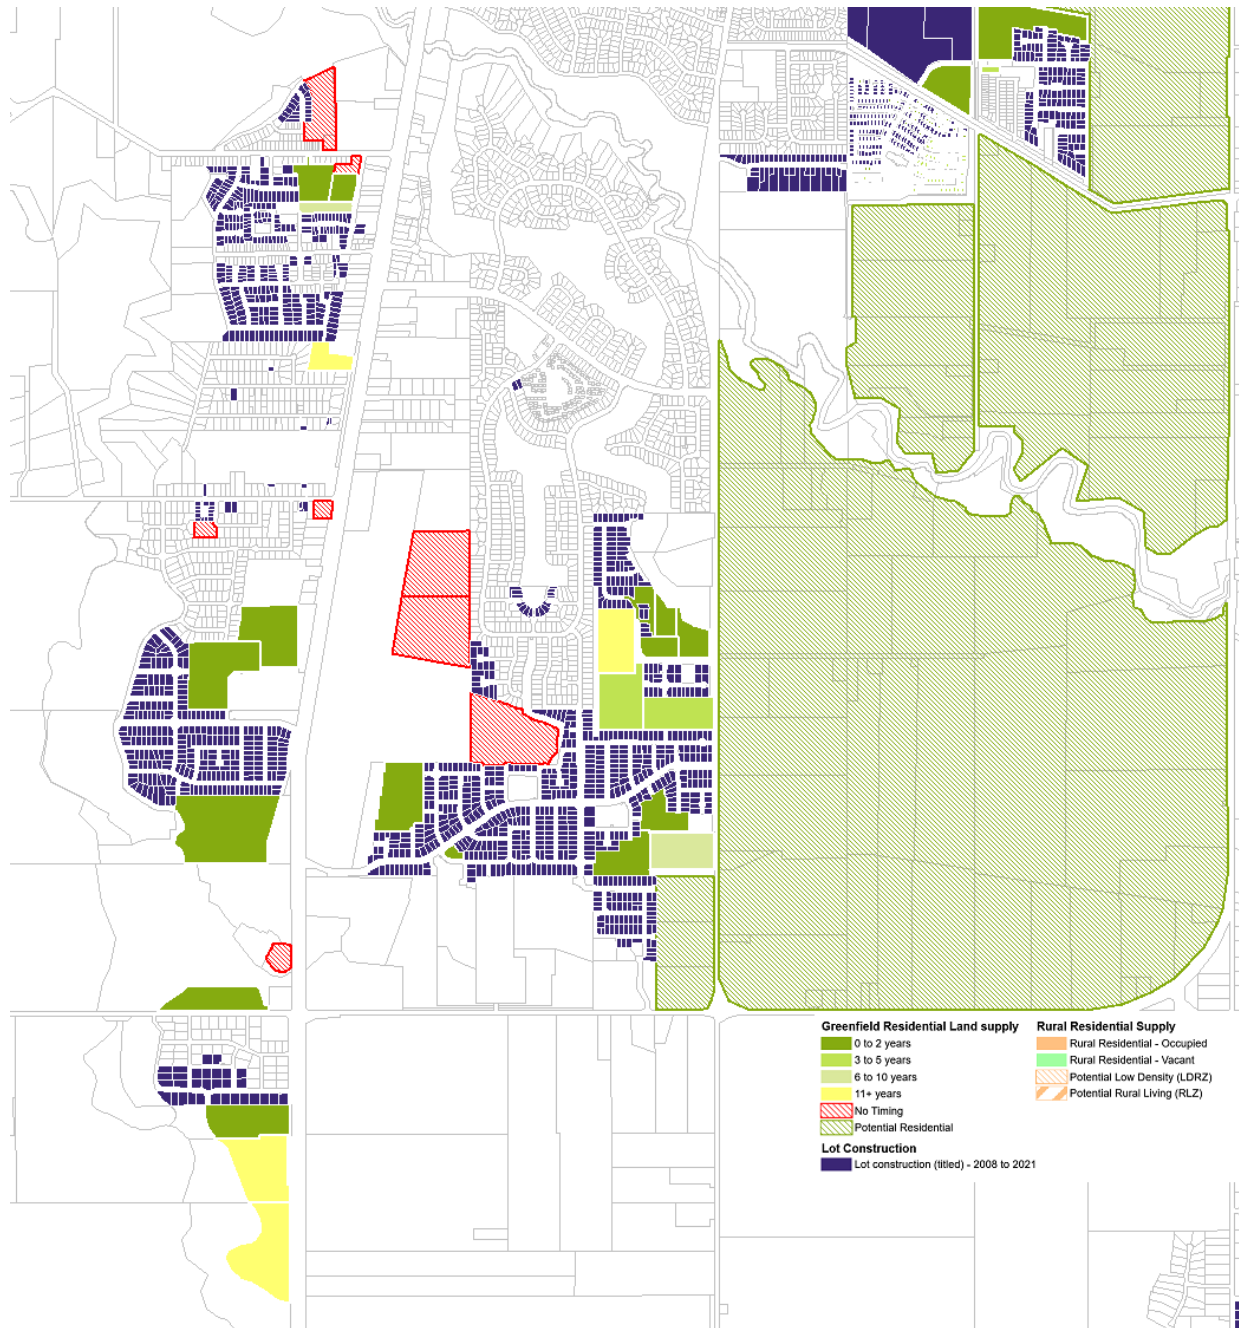 Greenfield Residential Land supply
0 to 2 years
3 to 5 years
6 to 10 years
11+ years
No Timing
Potential Residential
Lot Construction
Lot construction (titled) - 2008 to 2021
Rural Residential Supply
Rural Residential - Occupied
Rural Residential - Vacant
Potential Low Density (LDRZ)
Potential Rural Living (RLZ)